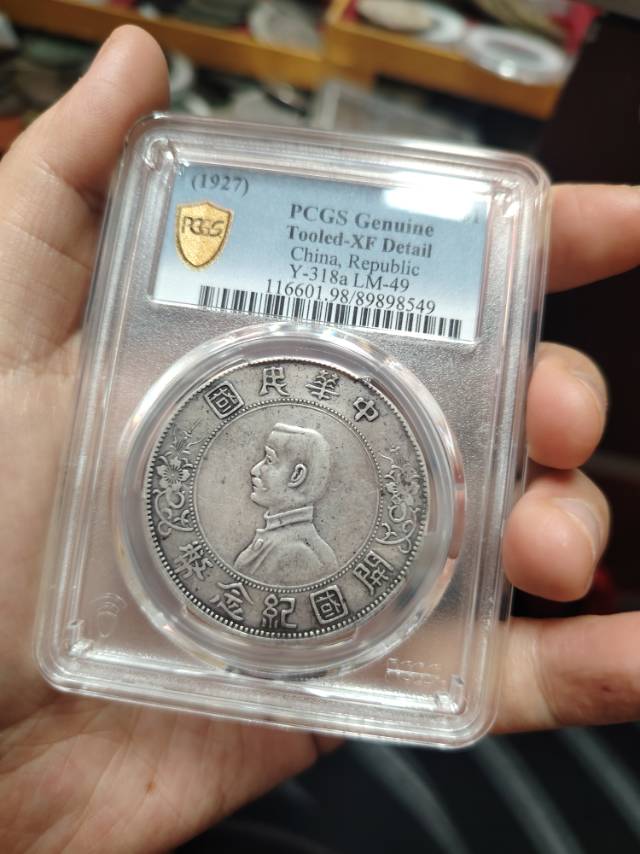 (1927)
PCGS
PCGS Genuine
Tooled-XF Detail
China, Republic
Y-318a LM-49
116601.98/89898549
中華民國
開國紀念幣